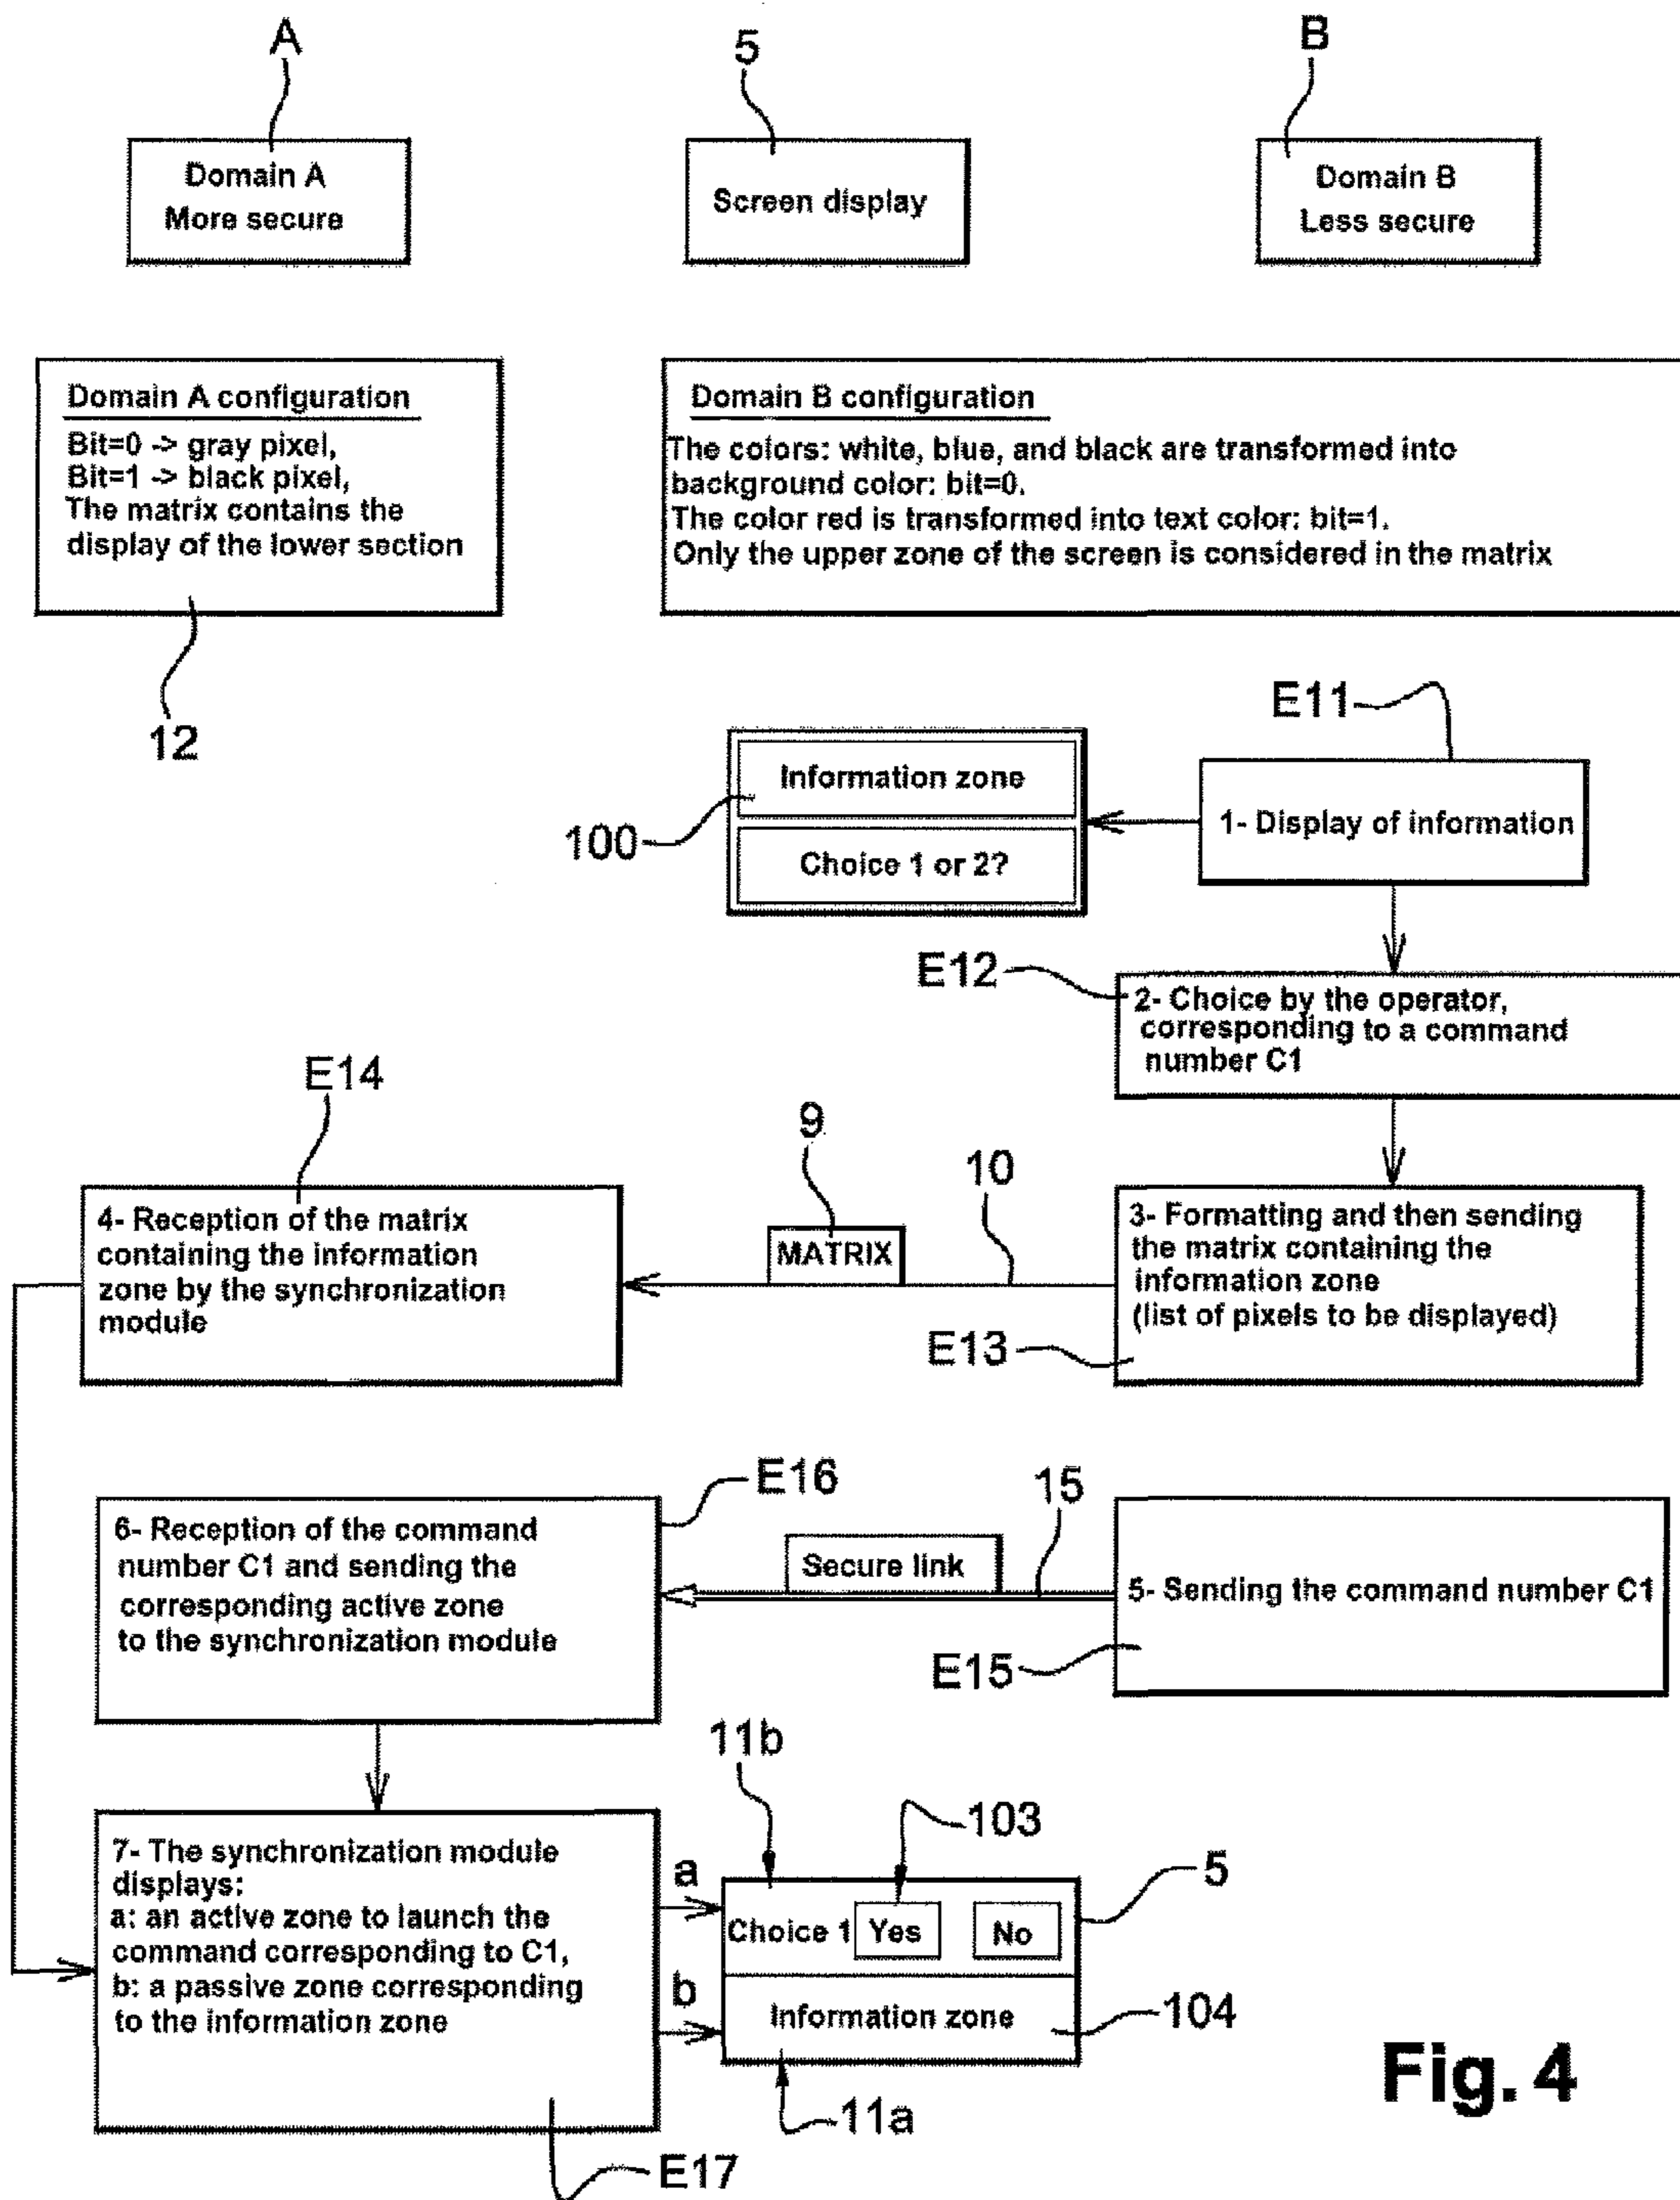 A
5
B
Domain A
More secure
Screen display
Domain B
Less secure
Domain A configuration
Bit=0 -> gray pixel,
Bit=1 -> black pixel,
The matrix contains the
display of the lower section
12
Domain B configuration
The colors: white, blue, and black are transformed into
background color: bit=0.
The color red is transformed into text color: bit=1.
Only the upper zone of the screen is considered in the matrix
E11
Information zone
100
Choice 1 or 2?
1- Display of information
E12
2- Choice by the operator,
corresponding to a command
number C1
E14
4- Reception of the matrix
containing the information
zone by the synchronization
module
9
MATRIX
10
3- Formatting and then sending
the matrix containing the
information zone
(list of pixels to be displayed)
E13
E16
6- Reception of the command
number C1 and sending the
corresponding active zone
to the synchronization module
15
Secure link
5- Sending the command number C1
E15
7- The synchronization module
displays:
a: an active zone to launch the
command corresponding to C1,
b: a passive zone corresponding
to the information zone
E17
a
b
11b
103
5
Choice 1 Yes No
Information zone
104
11a
Fig. 4